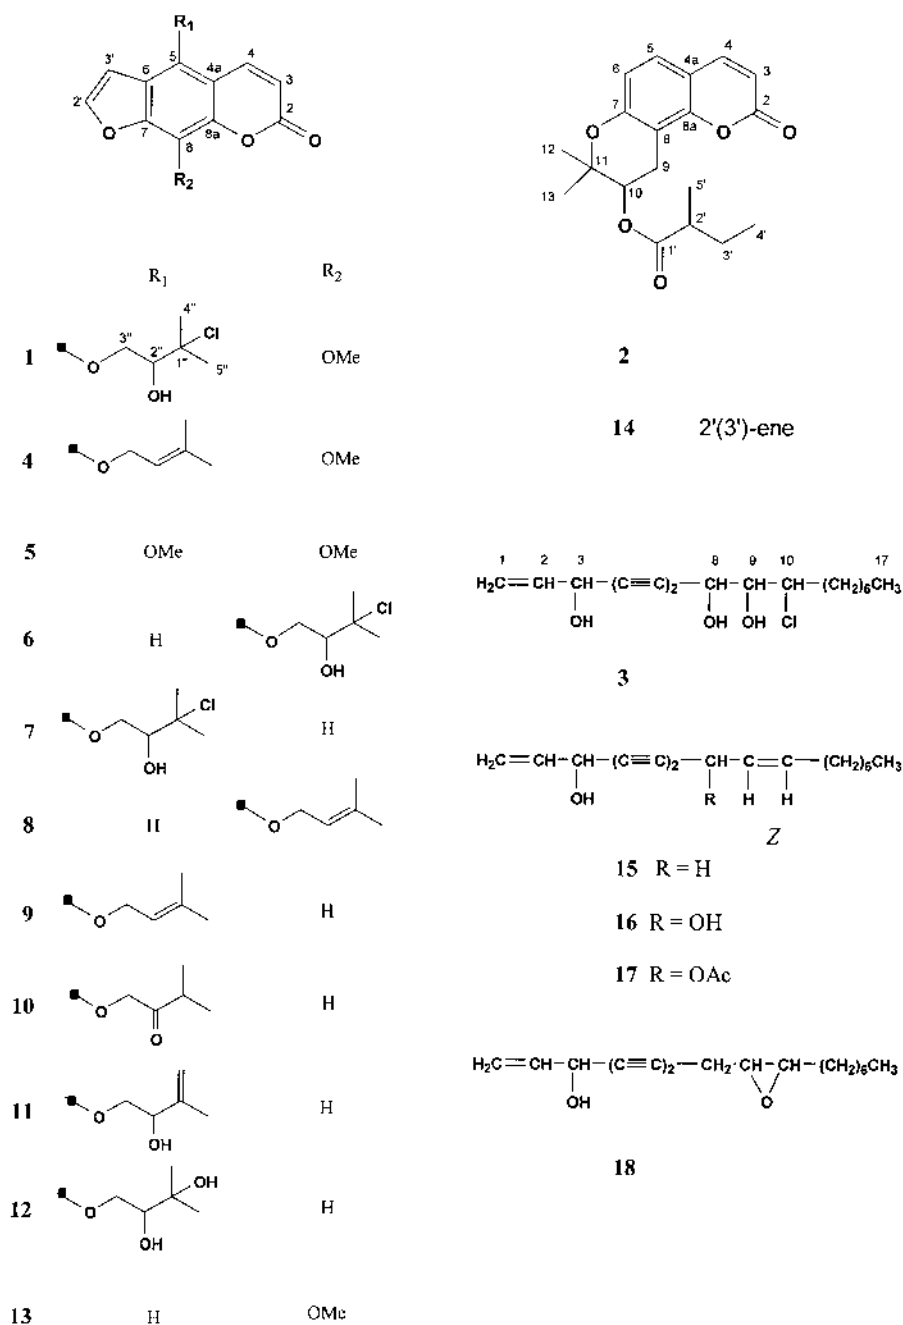 R1
3' 6 5 4a 4 3
2' 2
O 7 8 8a O O
R2
R1 R2
1 O 3'' 2'' 1'' 4'' Cl 5'' OH OMe
4 O OMe
5 OMe OMe
6 H O Cl OH
7 O Cl OH H
8 H O
9 O H
10 O O H
11 O OH H
12 O OH OH H
13 H OMe
5 4a 4
6 3
7 8 8a 2
O O O
12 11 9
13 10 5'
O 2' 4'
1' 3'
O
2
14 2'(3')-ene
1 2 3 8 9 10 17
H2C=CH-CH-(C≡C)2-CH-CH-CH-(CH2)6CH3
OH OH OH Cl
3
H2C=CH-CH-(C≡C)2-CH-C=C-(CH2)6CH3
OH R H H
Z
15 R = H
16 R = OH
17 R = OAc
H2C=CH-CH-(C≡C)2-CH2-CH-CH-(CH2)6CH3
OH O
18